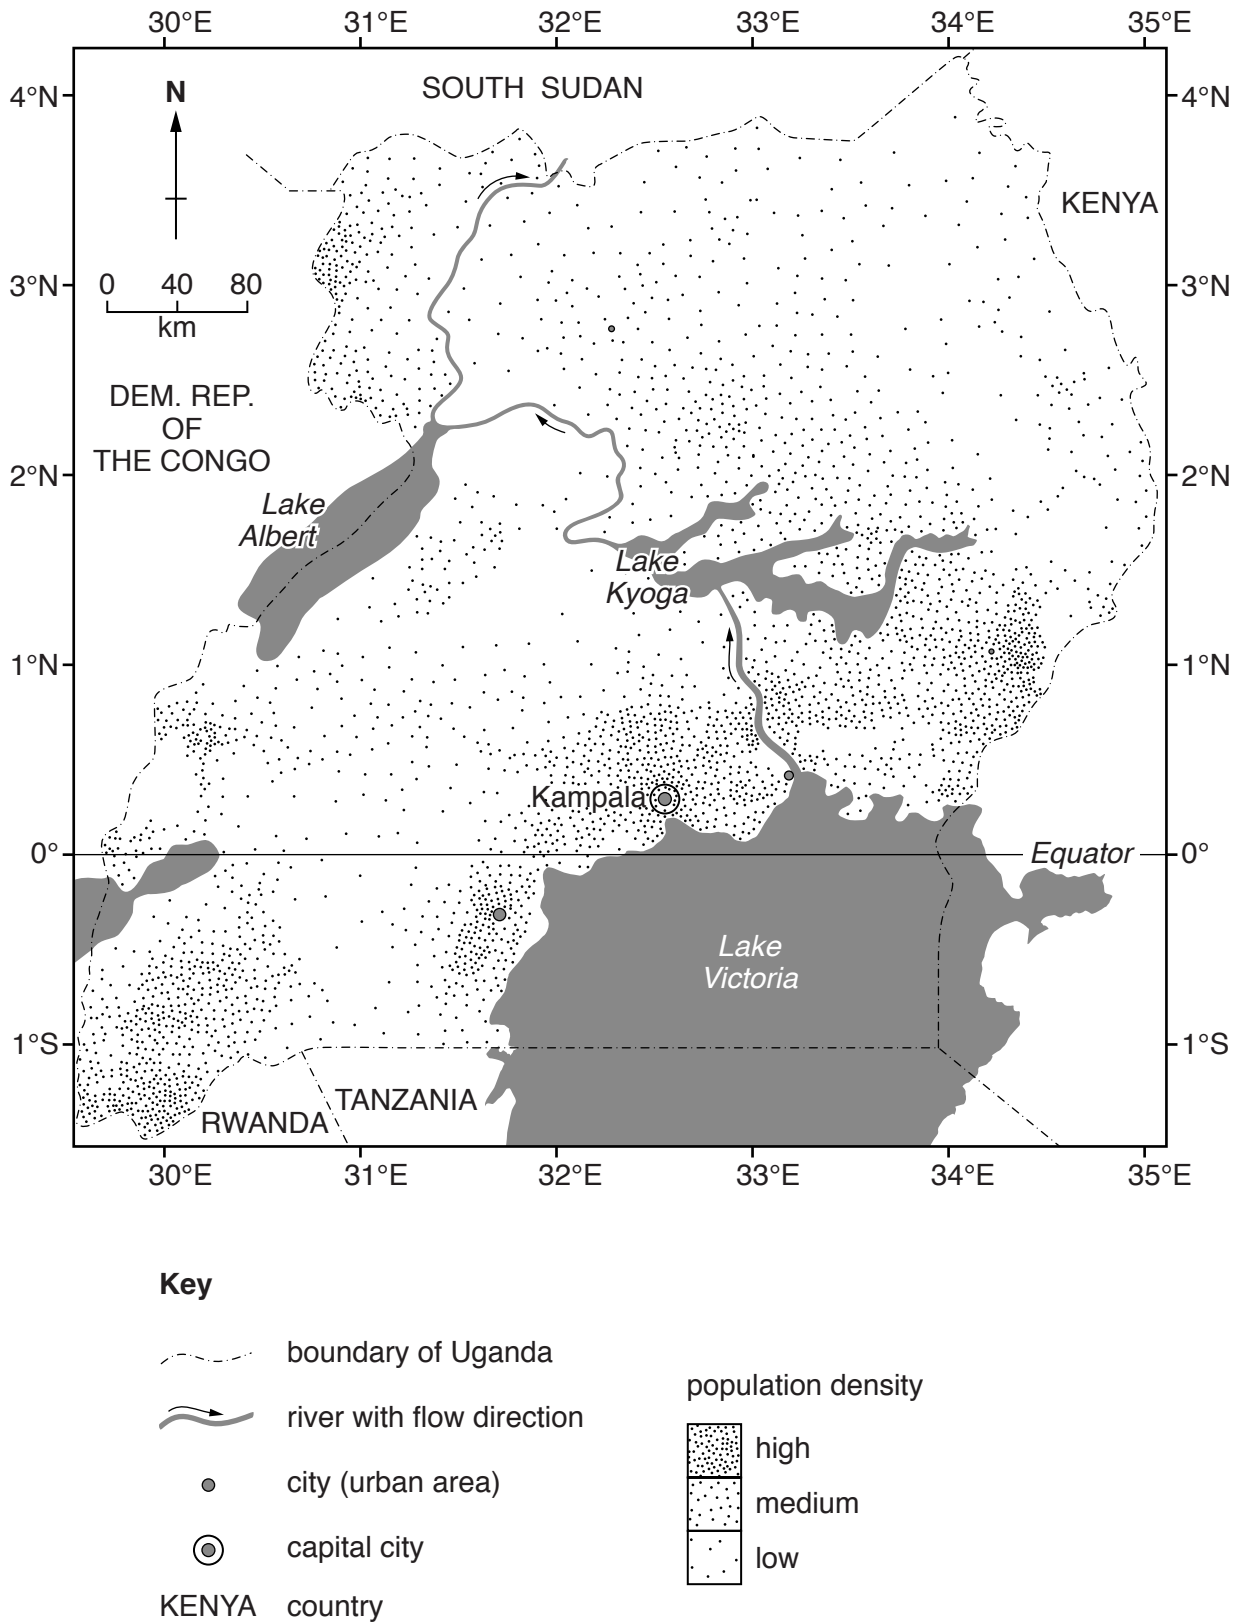 30°E 31°E 32°E 33°E 34°E 35°E
SOUTH SUDAN
4°N 4°N
N
KENYA
3°N 3°N
0 40 80
km
DEM. REP.
OF
THE CONGO
2°N 2°N
Lake
Albert
Lake
Kyoga
1°N 1°N
Kampala
0° Equator 0°
Lake
Victoria
1°S 1°S
TANZANIA
RWANDA
30°E 31°E 32°E 33°E 34°E 35°E
Key
boundary of Uganda
river with flow direction
city (urban area)
capital city
KENYA country
population density
high
medium
low